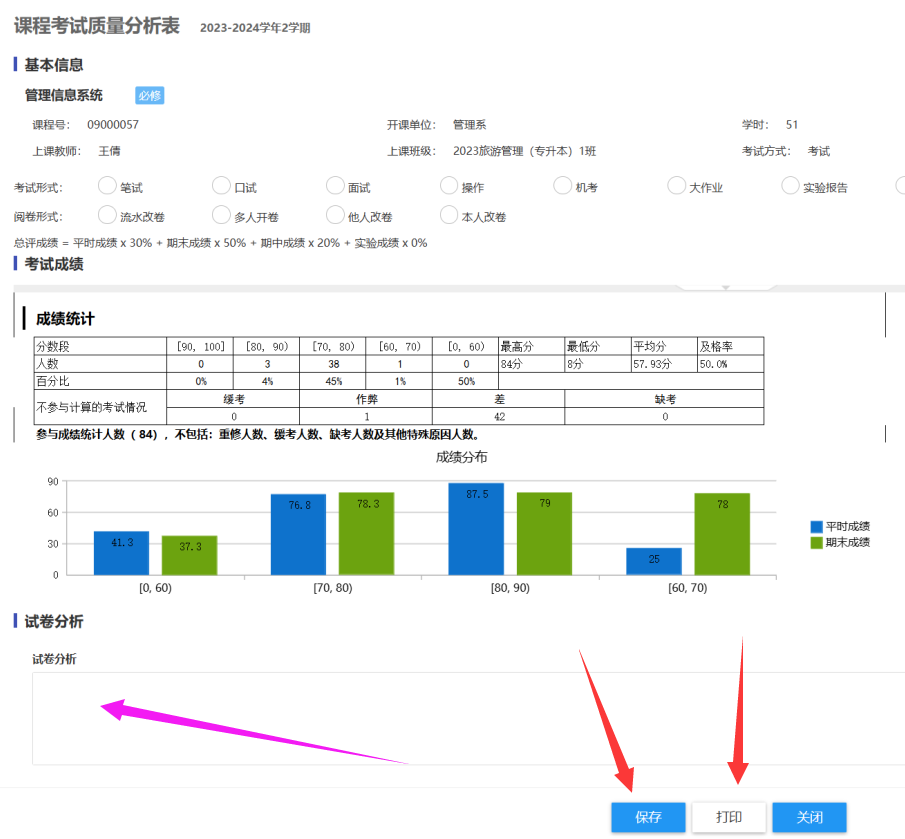 课程考试质量分析表 2023-2024学年2学期
基本信息
管理信息系统 必修
课程号： 09000057 开课单位： 管理系 学时： 51
上课教师： 王倩 上课班级： 2023旅游管理（专升本）1班 考试方式： 考试
考试形式： 笔试 口试 面试 操作 机考 大作业 实验报告
阅卷形式： 流水改卷 多人开卷 他人改卷 本人改卷
总评成绩 = 平时成绩 x 30% + 期末成绩 x 50% + 期中成绩 x 20% + 实验成绩 x 0%
考试成绩
成绩统计
分数段 [90, 100] [80, 90) [70, 80) [60, 70) [0, 60) 最高分 最低分 平均分 及格率
人数 0 3 38 1 0 84分 8分 57.93分 50.0%
百分比 0% 4% 45% 1% 50%
不参与计算的考试情况 缓考 作弊 差 缺考
0 1 42 0
参与成绩统计人数（ 84），不包括：重修人数、缓考人数、缺考人数及其他特殊原因人数。
成绩分布
90
60
30
0
41.3 37.3 76.8 78.3 87.5 79 25 78
[0, 60) [70, 80) [80, 90) [60, 70)
平时成绩
期末成绩
试卷分析
试卷分析
保存 打印 关闭